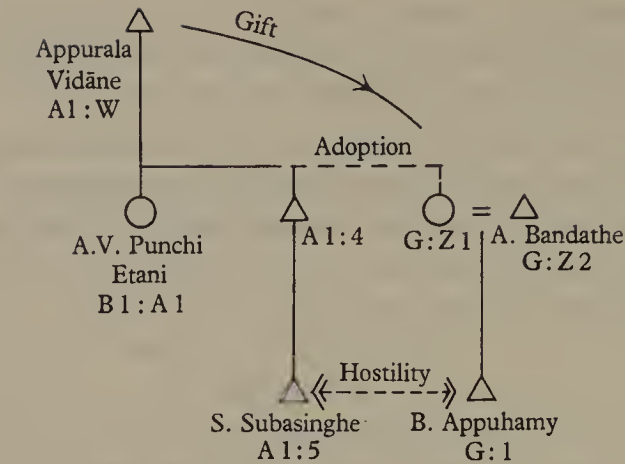 Gift
Appurala
Vidāne
A1:W
Adoption
A.V. Punchi
Etani
B1:A1
A1:4
G:Z1
=
A. Bandathe
G:Z2
Hostility
S. Subasinghe
A1:5
B. Appuhamy
G:1